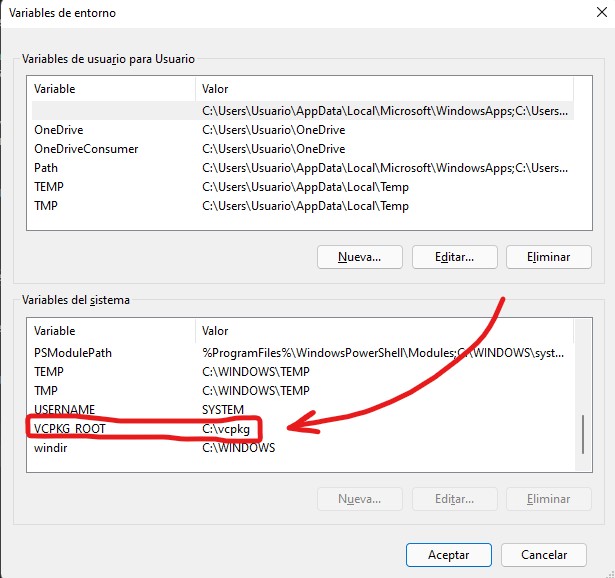 Variables de entorno
Variables de usuario para Usuario
Variable Valor
C:\Users\Usuario\AppData\Local\Microsoft\WindowsApps;C:\Users...
OneDrive C:\Users\Usuario\OneDrive
OneDriveConsumer C:\Users\Usuario\OneDrive
Path C:\Users\Usuario\AppData\Local\Microsoft\WindowsApps;C:\Users...
TEMP C:\Users\Usuario\AppData\Local\Temp
TMP C:\Users\Usuario\AppData\Local\Temp
Nueva... Editar... Eliminar
Variables del sistema
Variable Valor
PSModulePath %ProgramFiles%\WindowsPowerShell\Modules;C:\WINDOWS\syst...
TEMP C:\WINDOWS\TEMP
TMP C:\WINDOWS\TEMP
USERNAME SYSTEM
VCPKG_ROOT C:\vcpkg
windir C:\WINDOWS
Nueva... Editar... Eliminar
Aceptar Cancelar